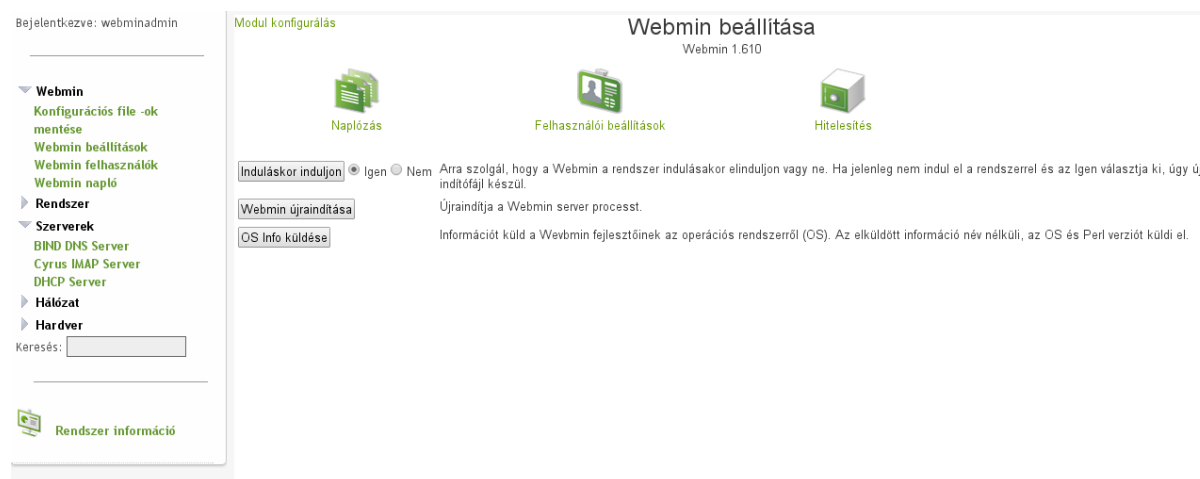 Bejelentkezve: webminadmin
Webmin
Konfigurációs file -ok
mentése
Webmin beállítások
Webmin felhasználók
Webmin napló
Rendszer
Szerverek
BIND DNS Server
Cyrus IMAP Server
DHCP Server
Hálózat
Hardver
Keresés:
Rendszer információ
Modul konfigurálás
Webmin beállítása
Webmin 1.610
Naplózás
Felhasználói beállítások
Hitelesítés
Induláskor induljon Igen Nem Arra szolgál, hogy a Webmin a rendszer indulásakor elinduljon vagy ne. Ha jelenleg nem indul el a rendszerrel és az Igen választja ki, úgy új
indítófájl készül.
Webmin újraindítása Újraindítja a Webmin server processt.
OS Info küldése Információt küld a Wevbmin fejlesztőinek az operációs rendszerről (OS). Az elküldött információ név nélküli, az OS és Perl verziót küldi el.